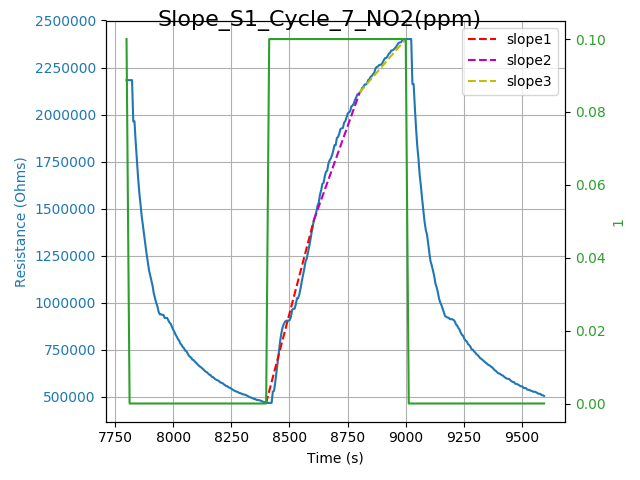 Slope_S1_Cycle_7_NO2(ppm)
2500000
2250000
2000000
1750000
1500000
1250000
1000000
750000
500000
Resistance (Ohms)
slope1
slope2
slope3
0.10
0.08
0.06
0.04
0.02
0.00
1
7750 8000 8250 8500 8750 9000 9250 9500
Time (s)